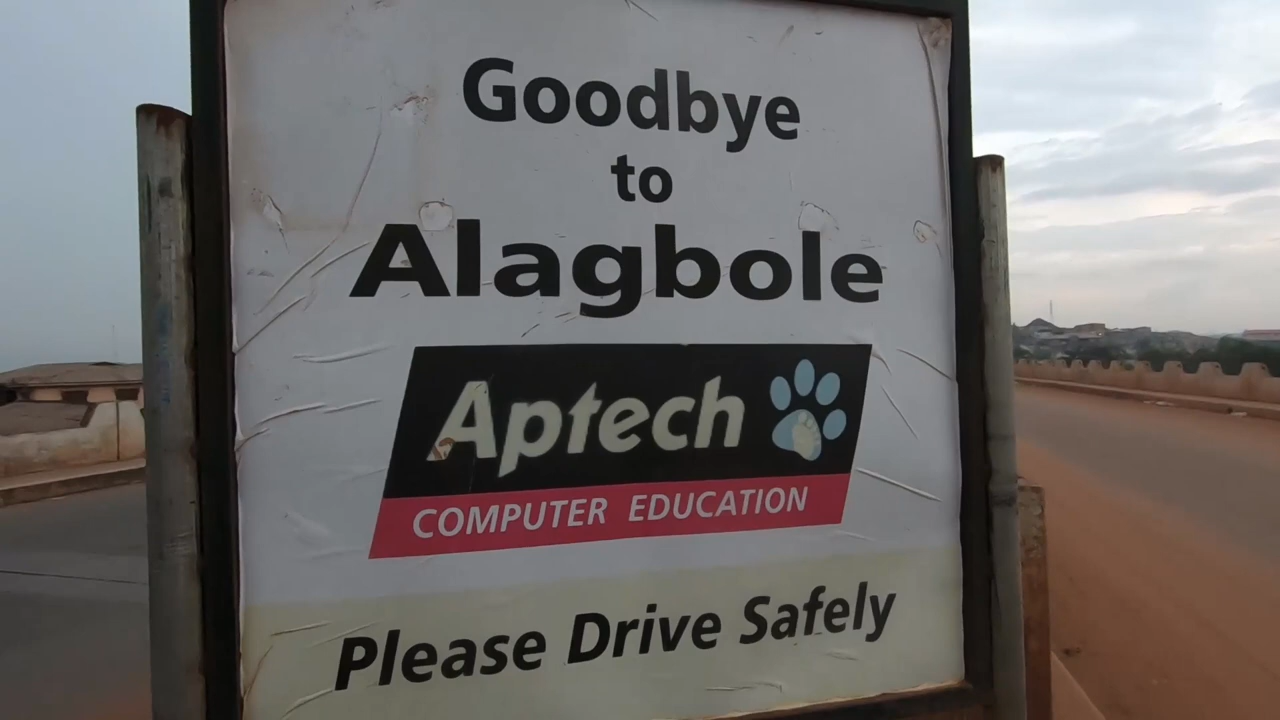 Goodbye
to
Alagbole
Aptech
COMPUTER EDUCATION
Please Drive Safely